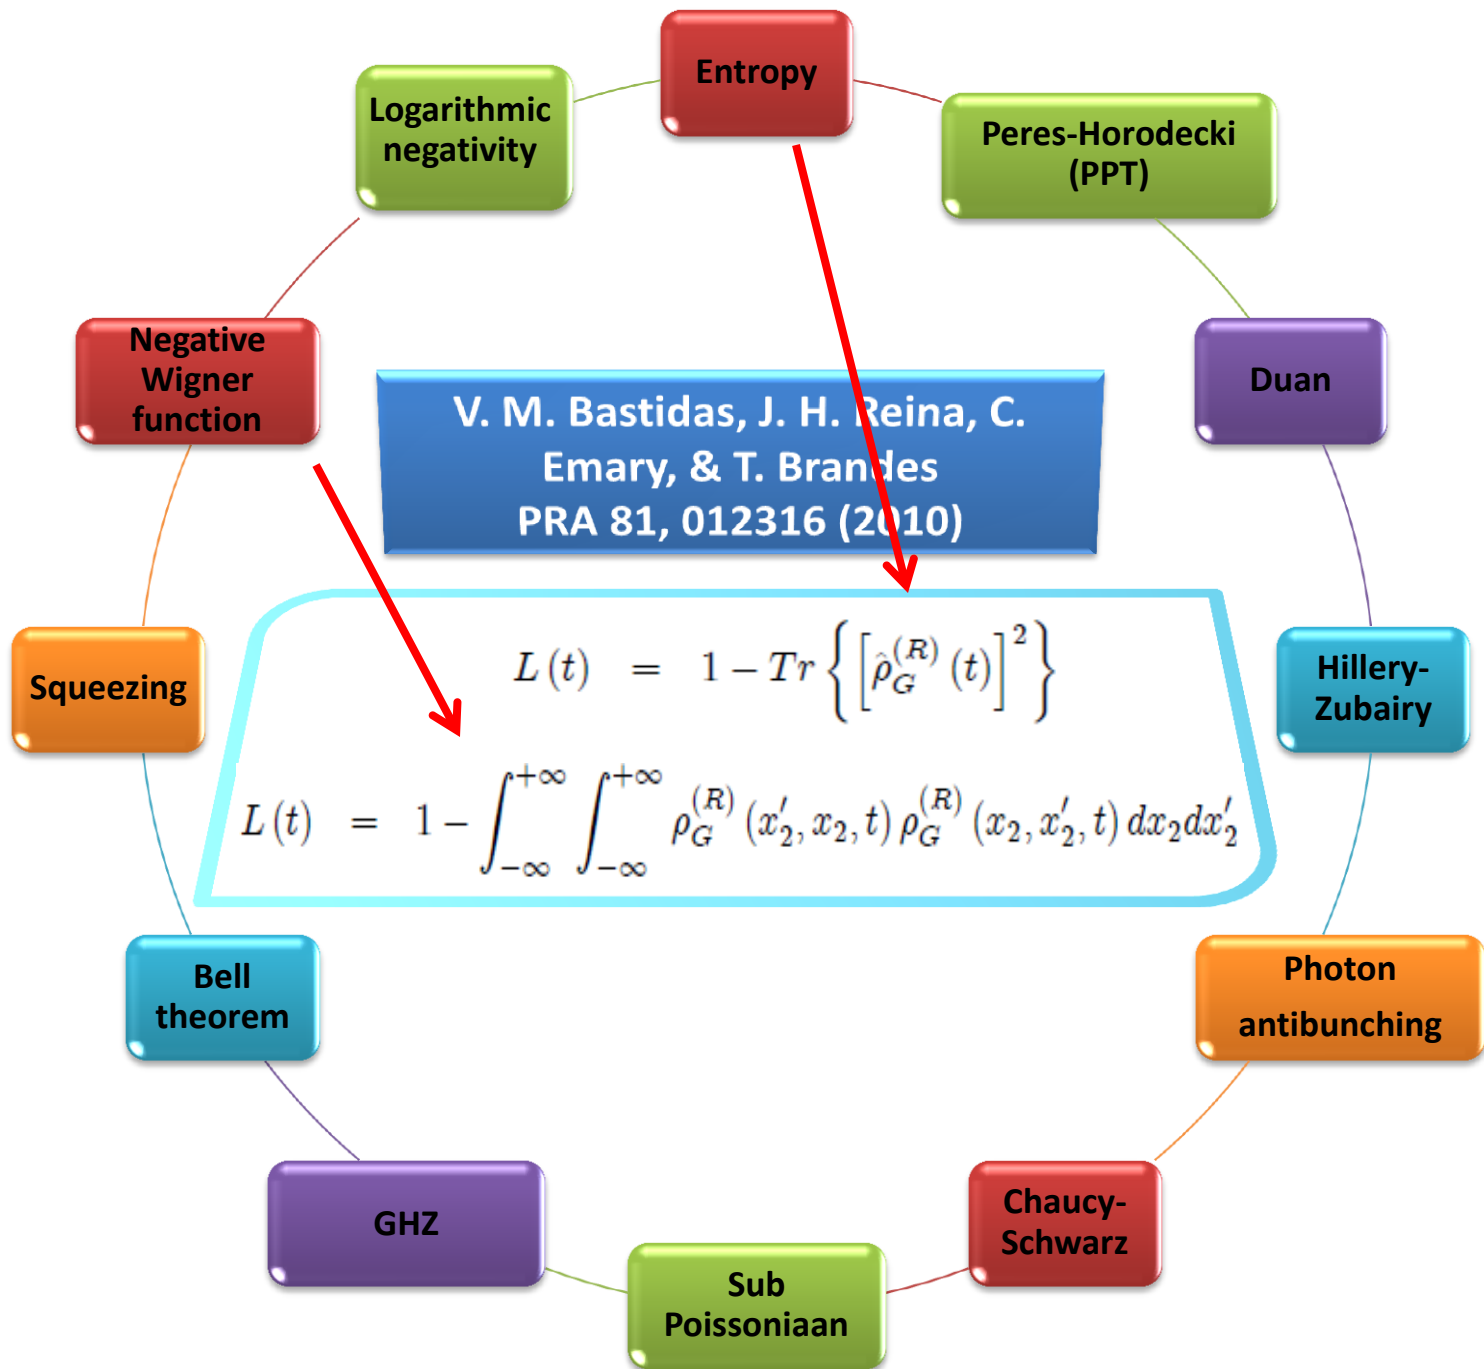 Entropy
Logarithmic
negativity
Peres-Horodecki
(PPT)
Negative
Wigner
function
Duan
V. M. Bastidas, J. H. Reina, C.
Emary, & T. Brandes
PRA 81, 012316 (2010)
Squeezing
Hillery-
Zubairy
L(t) = 1 − Tr { [ ρ̂_G^(R) (t) ]^2 }
L(t) = 1 − ∫_{−∞}^{+∞} ∫_{−∞}^{+∞} ρ_G^(R) (x′_2, x_2, t) ρ_G^(R) (x_2, x′_2, t) dx_2 dx′_2
Bell
theorem
Photon
antibunching
GHZ
Chaucy-
Schwarz
Sub
Poissoniaan